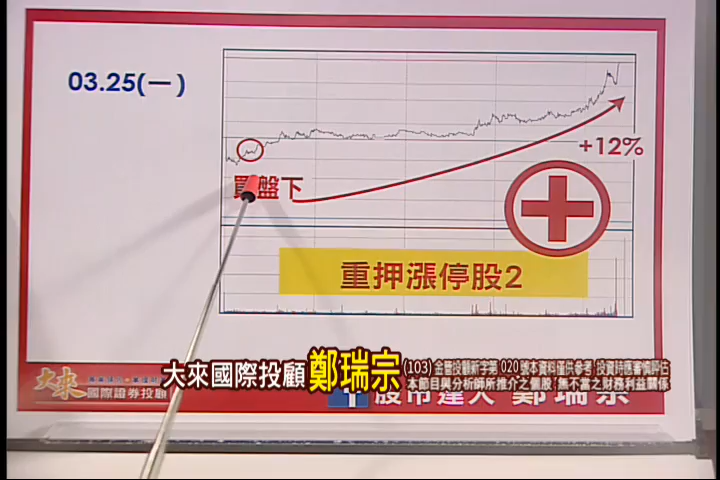 03.25(一)
+12%
買盤下
重押漲停股2
大來國際投顧 鄭瑞宗
(103)金管投顧新字第020號本資料僅供參考 投資時應審慎評估
本節目與分析師所推介之個股 無不當之財務利益關係
大來
國際證券投顧
股市達人 鄭瑞宗